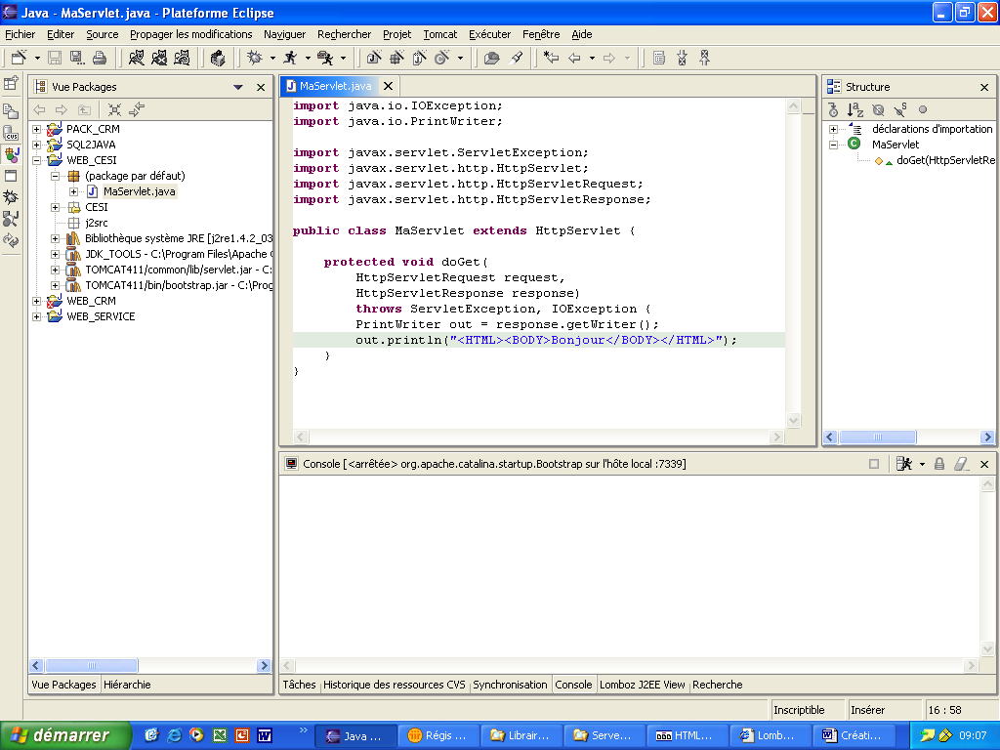 Java - MaServlet.java - Plateforme Eclipse
Fichier Editer Source Propager les modifications Naviguer Rechercher Projet Tomcat Exécuter Fenêtre Aide
Vue Packages
PACK_CRM
SQL2JAVA
WEB_CESI
(package par défaut)
MaServlet.java
CESI
j2src
Bibliothèque système JRE [j2re1.4.2_03
JDK_TOOLS - C:\Program Files\Apache
TOMCAT411/common/lib/servlet.jar - C:
TOMCAT411/bin/bootstrap.jar - C:\Prog
WEB_CRM
WEB_SERVICE
Vue Packages Hiérarchie
MaServlet.java
import java.io.IOException;
import java.io.PrintWriter;
import javax.servlet.ServletException;
import javax.servlet.http.HttpServlet;
import javax.servlet.http.HttpServletRequest;
import javax.servlet.http.HttpServletResponse;
public class MaServlet extends HttpServlet {
protected void doGet(
HttpServletRequest request,
HttpServletResponse response)
throws ServletException, IOException {
PrintWriter out = response.getWriter();
out.println("<HTML><BODY>Bonjour</BODY></HTML>");
}
}
Structure
déclarations d'importation
MaServlet
doGet(HttpServletRe
Console [<arrêtée> org.apache.catalina.startup.Bootstrap sur l'hôte local :7339]
Tâches Historique des ressources CVS Synchronisation Console Lomboz J2EE View Recherche
Inscriptible Insérer 16 : 58
démarrer Java ... Régis ... Librair... Serve... HTML... Lomb... Créati... 09:07